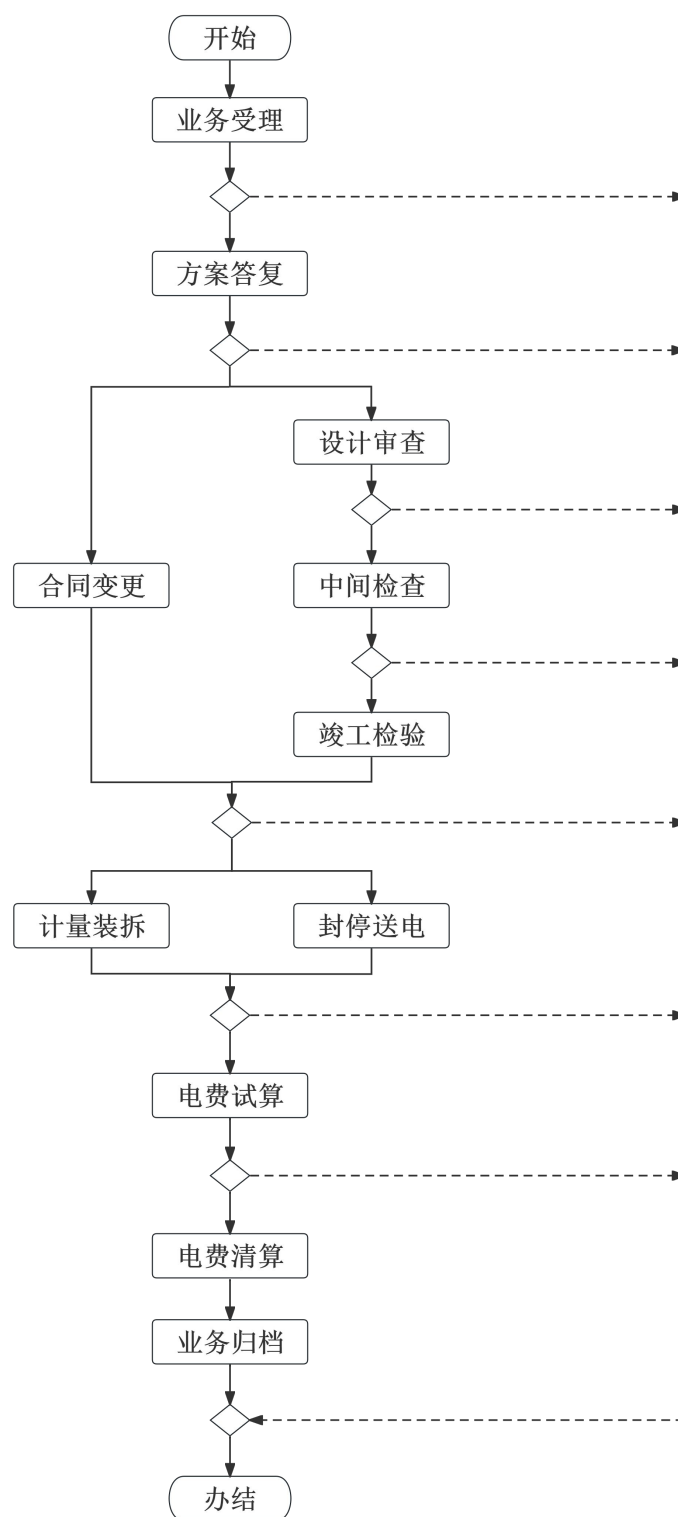 开始
业务受理
方案答复
设计审查
合同变更
中间检查
竣工检验
计量装拆
封停送电
电费试算
电费清算
业务归档
办结